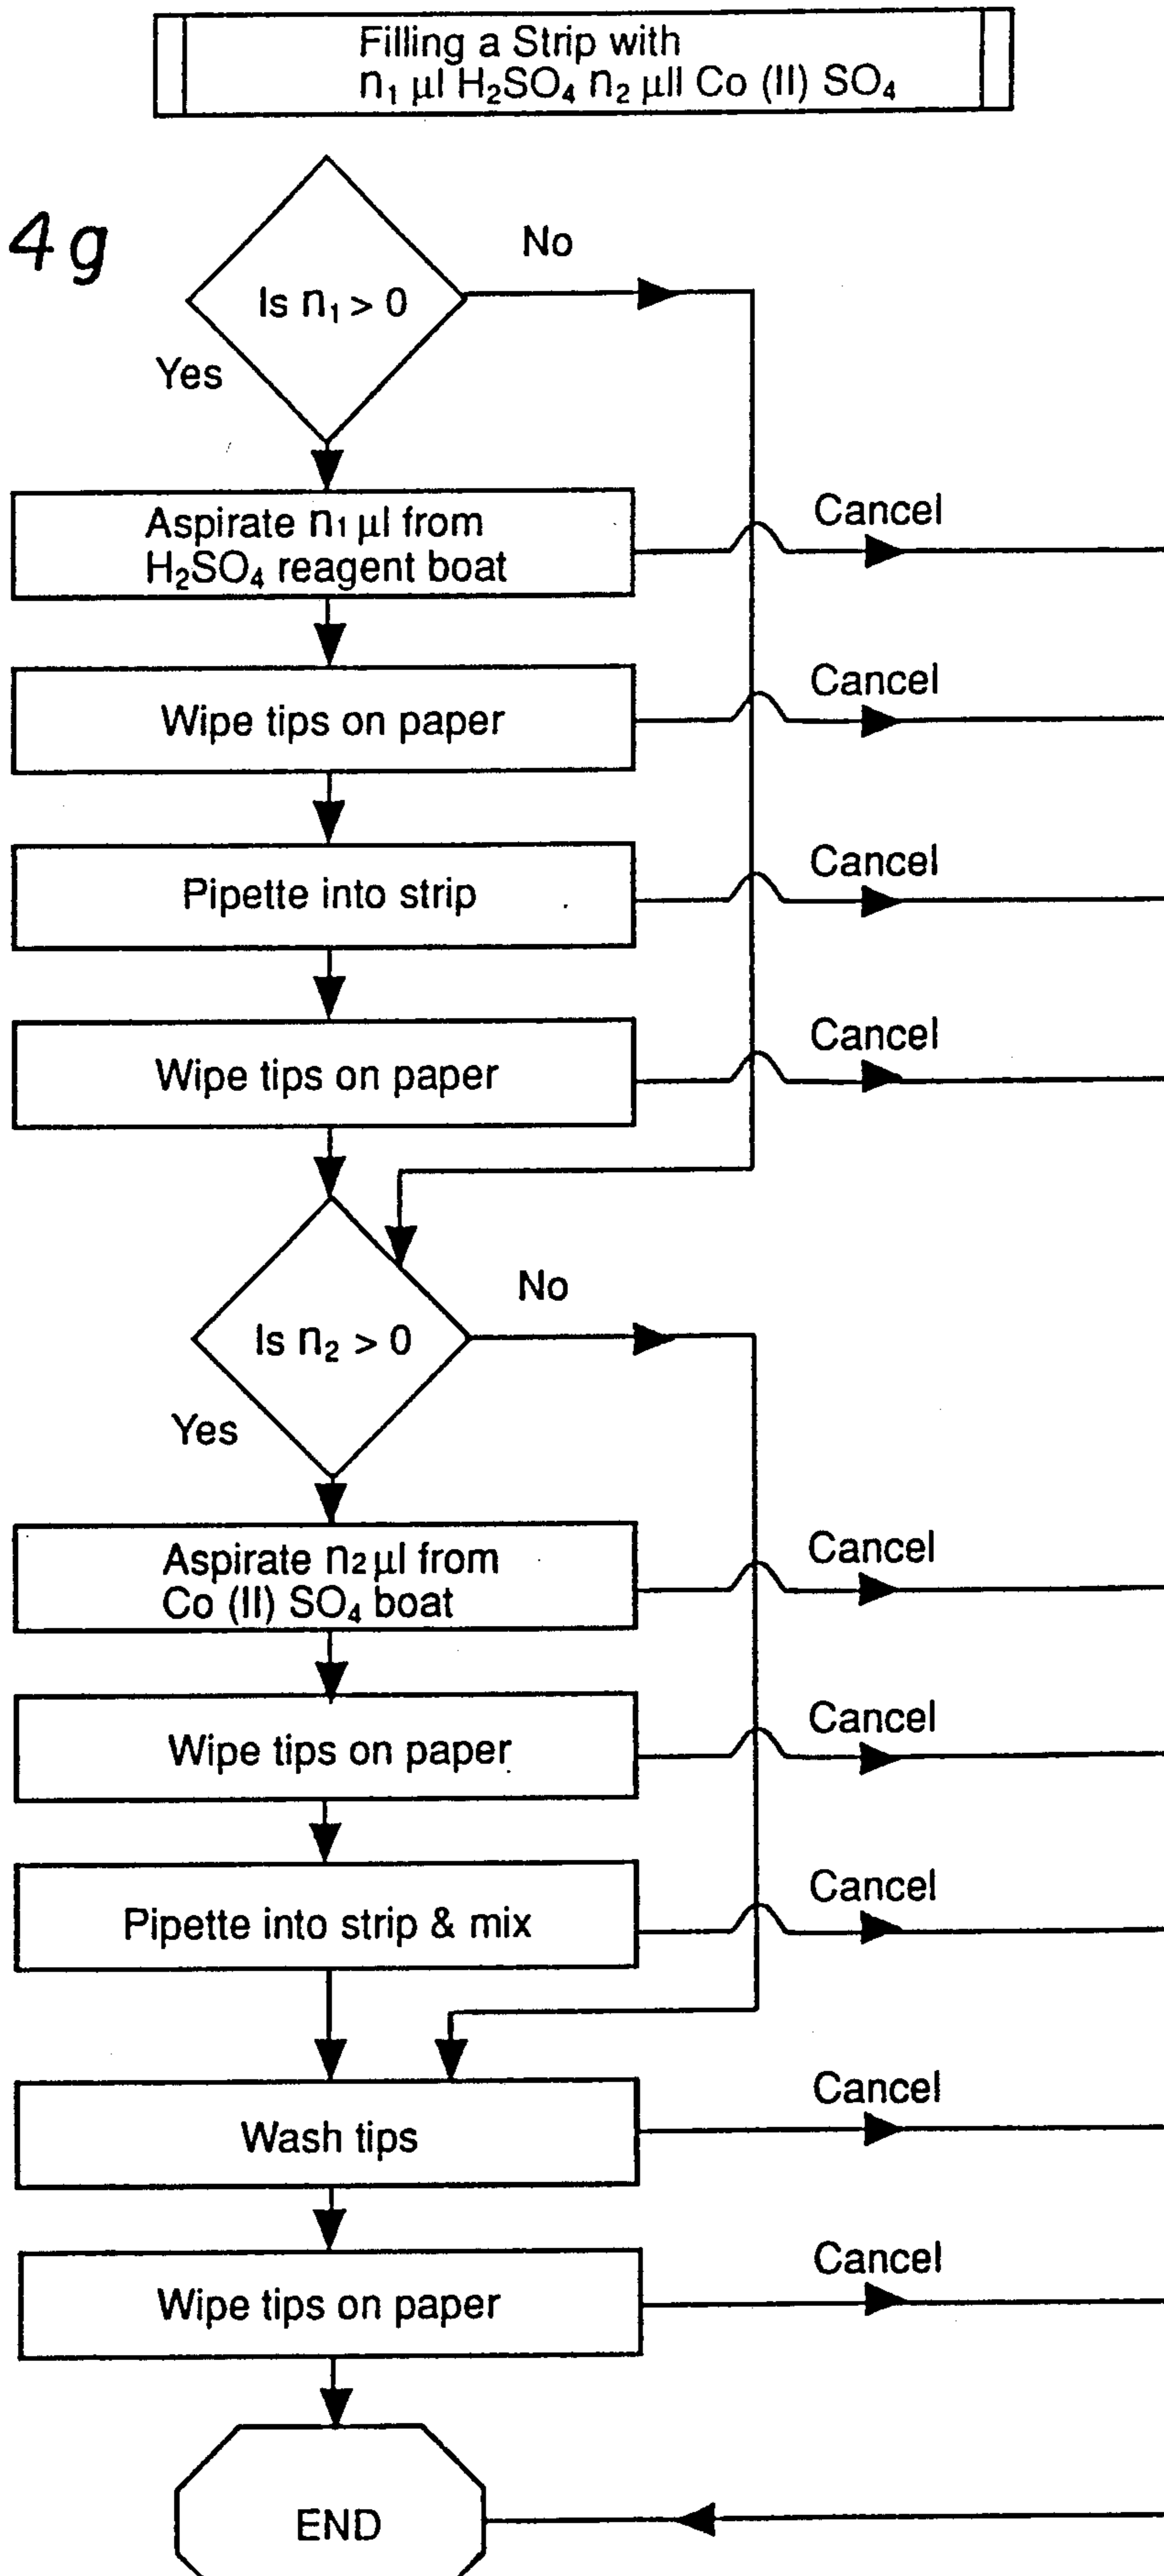 Filling a Strip with
n₁ µl H₂SO₄ n₂ µll Co (II) SO₄
4g
Is n₁ > 0
No
Yes
Aspirate n₁ µl from
H₂SO₄ reagent boat
Cancel
Wipe tips on paper
Cancel
Pipette into strip
Cancel
Wipe tips on paper
Cancel
Is n₂ > 0
No
Yes
Aspirate n₂ µl from
Co (II) SO₄ boat
Cancel
Wipe tips on paper
Cancel
Pipette into strip & mix
Cancel
Wash tips
Cancel
Wipe tips on paper
Cancel
END